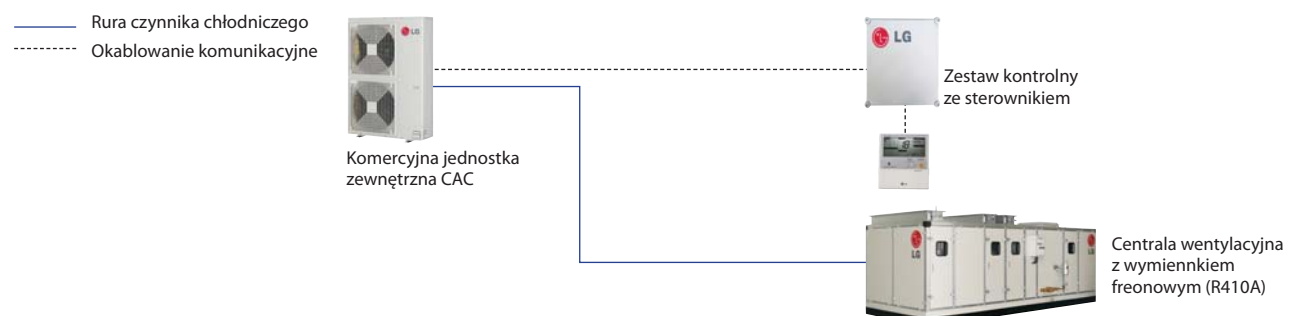 Rura czynnika chłodniczego
Okablowanie komunikacyjne
LG
LG
Zestaw kontrolny
ze sterownikiem
Komercyjna jednostka
zewnętrzna CAC
LG
LG
Centrala wentylacyjna
z wymiennkiem
freonowym (R410A)